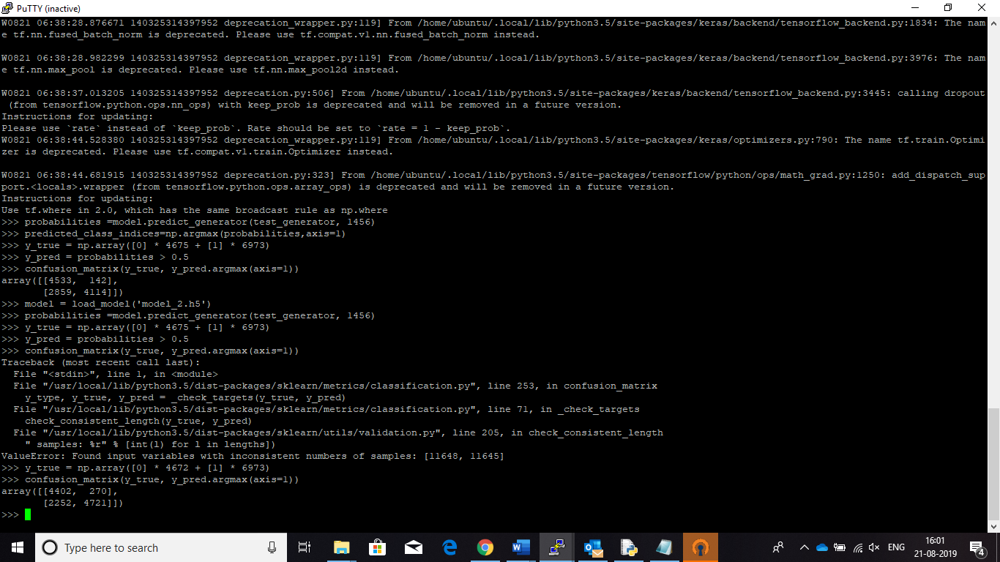 PuTTY (inactive)
W0821 06:38:28.876671 140325314397952 deprecation_wrapper.py:119] From /home/ubuntu/.local/lib/python3.5/site-packages/keras/backend/tensorflow_backend.py:1834: The nam
e tf.nn.fused_batch_norm is deprecated. Please use tf.compat.v1.nn.fused_batch_norm instead.
W0821 06:38:28.982299 140325314397952 deprecation_wrapper.py:119] From /home/ubuntu/.local/lib/python3.5/site-packages/keras/backend/tensorflow_backend.py:3976: The nam
e tf.nn.max_pool is deprecated. Please use tf.nn.max_pool2d instead.
W0821 06:38:37.013205 140325314397952 deprecation.py:506] From /home/ubuntu/.local/lib/python3.5/site-packages/keras/backend/tensorflow_backend.py:3445: calling dropout
(from tensorflow.python.ops.nn_ops) with keep_prob is deprecated and will be removed in a future version.
Instructions for updating:
Please use `rate` instead of `keep_prob`. Rate should be set to `rate = 1 - keep_prob`.
W0821 06:38:44.528380 140325314397952 deprecation_wrapper.py:119] From /home/ubuntu/.local/lib/python3.5/site-packages/keras/optimizers.py:790: The name tf.train.Optimi
zer is deprecated. Please use tf.compat.v1.train.Optimizer instead.
W0821 06:38:44.681915 140325314397952 deprecation.py:323] From /home/ubuntu/.local/lib/python3.5/site-packages/tensorflow/python/ops/math_grad.py:1250: add_dispatch_sup
port.<locals>.wrapper (from tensorflow.python.ops.array_ops) is deprecated and will be removed in a future version.
Instructions for updating:
Use tf.where in 2.0, which has the same broadcast rule as np.where
>>> probabilities =model.predict_generator(test_generator, 1456)
>>> predicted_class_indices=np.argmax(probabilities,axis=1)
>>> y_true = np.array([0] * 4675 + [1] * 6973)
>>> y_pred = probabilities > 0.5
>>> confusion_matrix(y_true, y_pred.argmax(axis=1))
array([[4533,  142],
       [2859, 4114]])
>>> model = load_model('model_2.h5')
>>> probabilities =model.predict_generator(test_generator, 1456)
>>> y_true = np.array([0] * 4675 + [1] * 6973)
>>> y_pred = probabilities > 0.5
>>> confusion_matrix(y_true, y_pred.argmax(axis=1))
Traceback (most recent call last):
  File "<stdin>", line 1, in <module>
  File "/usr/local/lib/python3.5/dist-packages/sklearn/metrics/classification.py", line 253, in confusion_matrix
    y_type, y_true, y_pred = _check_targets(y_true, y_pred)
  File "/usr/local/lib/python3.5/dist-packages/sklearn/metrics/classification.py", line 71, in _check_targets
    check_consistent_length(y_true, y_pred)
  File "/usr/local/lib/python3.5/dist-packages/sklearn/utils/validation.py", line 205, in check_consistent_length
    " samples: %r" % [int(l) for l in lengths])
ValueError: Found input variables with inconsistent numbers of samples: [11648, 11645]
>>> y_true = np.array([0] * 4672 + [1] * 6973)
>>> confusion_matrix(y_true, y_pred.argmax(axis=1))
array([[4402,  270],
       [2252, 4721]])
>>>
Type here to search
ENG
16:01
21-08-2019
4